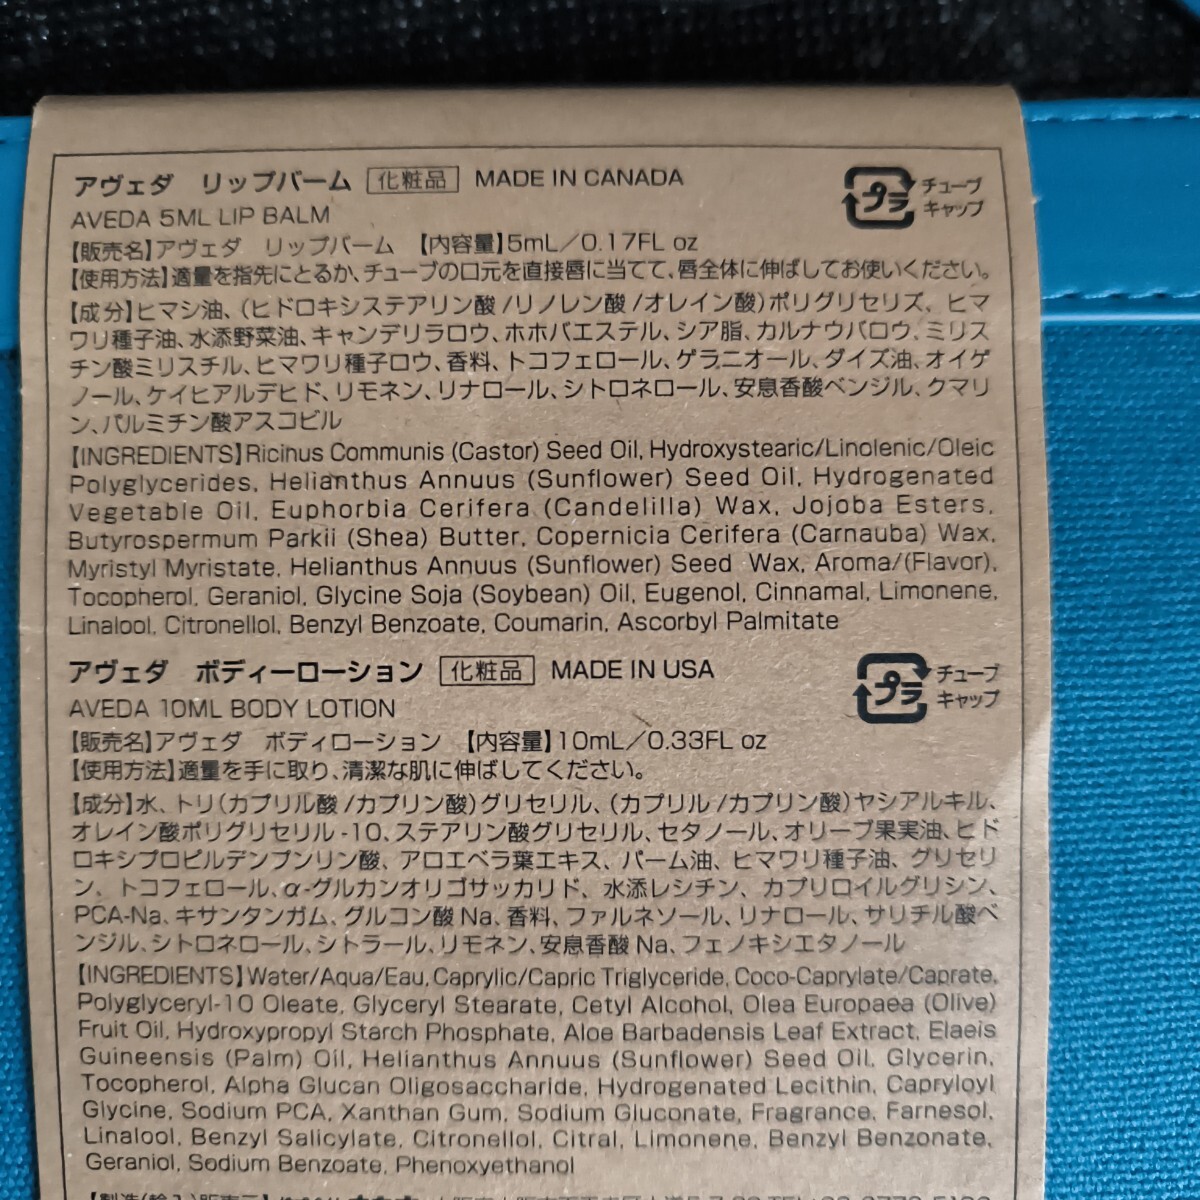 アヴェダ　リップバーム 化粧品 MADE IN CANADA
プラ チューブ
キャップ
AVEDA 5ML LIP BALM
【販売名】アヴェダ　リップバーム 【内容量】5mL／0.17FL oz
【使用方法】適量を指先にとるか、チューブの口元を直接唇に当てて、唇全体に伸ばしてお使いください。
【成分】ヒマシ油、(ヒドロキシステアリン酸/リノレン酸/オレイン酸)ポリグリセリズ、ヒマ
ワリ種子油、水添野菜油、キャンデリラロウ、ホホバエステル、シア脂、カルナウバロウ、ミリス
チン酸ミリスチル、ヒマワリ種子ロウ、香料、トコフェロール、ゲラニオール、ダイズ油、オイゲ
ノール、ケイヒアルデヒド、リモネン、リナロール、シトロネロール、安息香酸ベンジル、クマリ
ン、パルミチン酸アスコビル
【INGREDIENTS】Ricinus Communis (Castor) Seed Oil, Hydroxystearic/Linolenic/Oleic
Polyglycerides, Helianthus Annuus (Sunflower) Seed Oil, Hydrogenated
Vegetable Oil, Euphorbia Cerifera (Candelilla) Wax, Jojoba Esters,
Butyrospermum Parkii (Shea) Butter, Copernicia Cerifera (Carnauba) Wax,
Myristyl Myristate, Helianthus Annuus (Sunflower) Seed Wax, Aroma/(Flavor),
Tocopherol, Geraniol, Glycine Soja (Soybean) Oil, Eugenol, Cinnamal, Limonene,
Linalool, Citronellol, Benzyl Benzoate, Coumarin, Ascorbyl Palmitate
アヴェダ　ボディーローション 化粧品 MADE IN USA
プラ チューブ
キャップ
AVEDA 10ML BODY LOTION
【販売名】アヴェダ　ボディローション 【内容量】10mL／0.33FL oz
【使用方法】適量を手に取り、清潔な肌に伸ばしてください。
【成分】水、トリ(カプリル酸/カプリン酸)グリセリル、(カプリル/カプリン酸)ヤシアルキル、
オレイン酸ポリグリセリル-10、ステアリン酸グリセリル、セタノール、オリーブ果実油、ヒド
ロキシプロピルデンプンリン酸、アロエベラ葉エキス、パーム油、ヒマワリ種子油、グリセリ
ン、トコフェロール、α-グルカンオリゴサッカリド、水添レシチン、カプリロイルグリシン、
PCA-Na、キサンタンガム、グルコン酸Na、香料、ファルネソール、リナロール、サリチル酸ベ
ンジル、シトロネロール、シトラール、リモネン、安息香酸Na、フェノキシエタノール
【INGREDIENTS】Water/Aqua/Eau, Caprylic/Capric Triglyceride, Coco-Caprylate/Caprate,
Polyglyceryl-10 Oleate, Glyceryl Stearate, Cetyl Alcohol, Olea Europaea (Olive)
Fruit Oil, Hydroxypropyl Starch Phosphate, Aloe Barbadensis Leaf Extract, Elaeis
Guineensis (Palm) Oil, Helianthus Annuus (Sunflower) Seed Oil, Glycerin,
Tocopherol, Alpha Glucan Oligosaccharide, Hydrogenated Lecithin, Capryloyl
Glycine, Sodium PCA, Xanthan Gum, Sodium Gluconate, Fragrance, Farnesol,
Linalool, Benzyl Salicylate, Citronellol, Citral, Limonene, Benzyl Benzonate,
Geraniol, Sodium Benzoate, Phenoxyethanol
【製造(輸入)販売元】